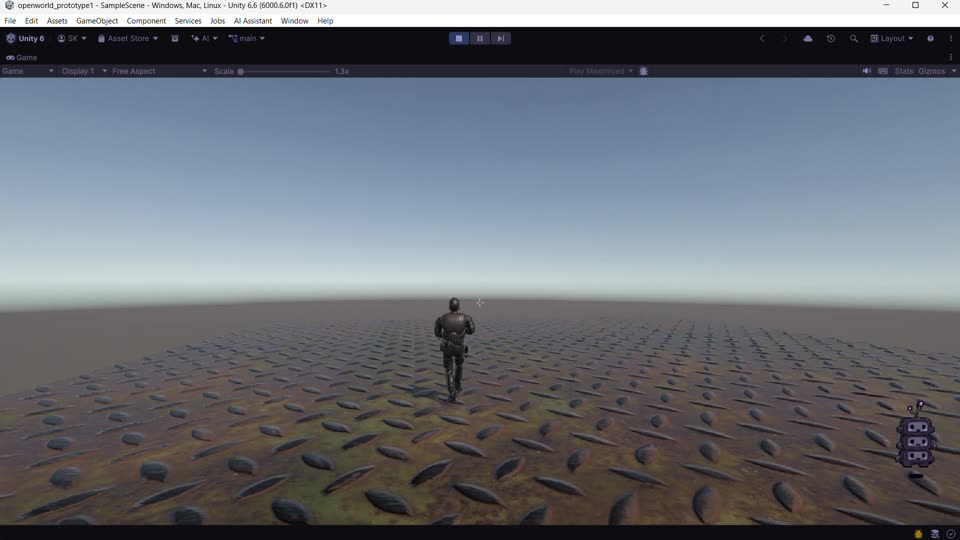 openworld_prototype1 - SampleScene - Windows, Mac, Linux - Unity 6.6 (6000.6.0f1) <DX11>
File Edit Assets GameObject Component Services Jobs AI Assistant Window Help
Unity 6 SK Asset Store AI main Layout
Game
Game Display 1 Free Aspect Scale 1.3x Play Maximized Stats Gizmos